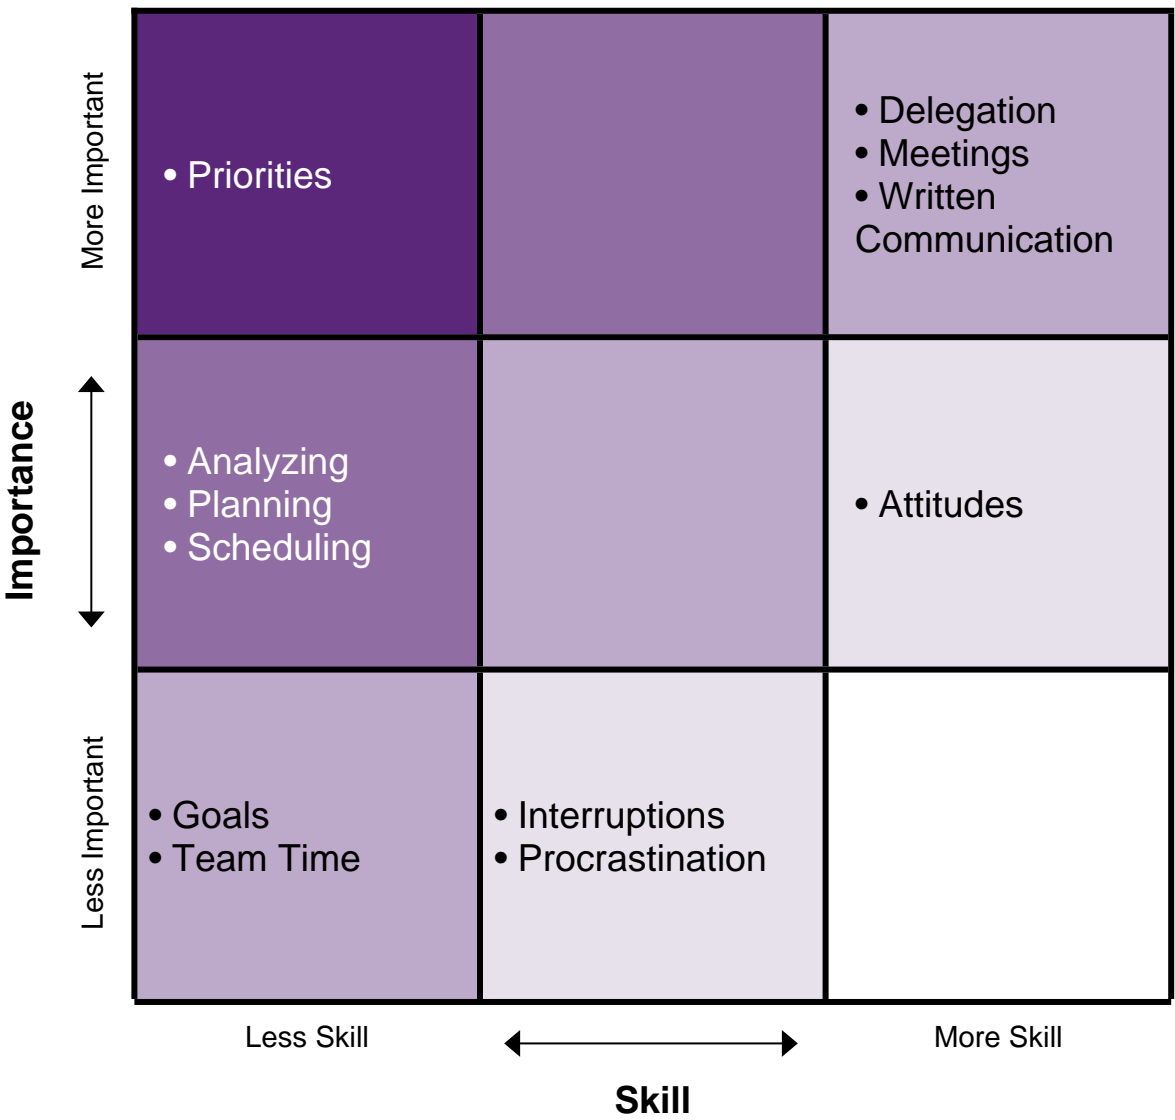 More Important
• Priorities
• Delegation
• Meetings
• Written
Communication
Importance
• Analyzing
• Planning
• Scheduling
• Attitudes
Less Important
• Goals
• Team Time
• Interruptions
• Procrastination
Less Skill
More Skill
Skill